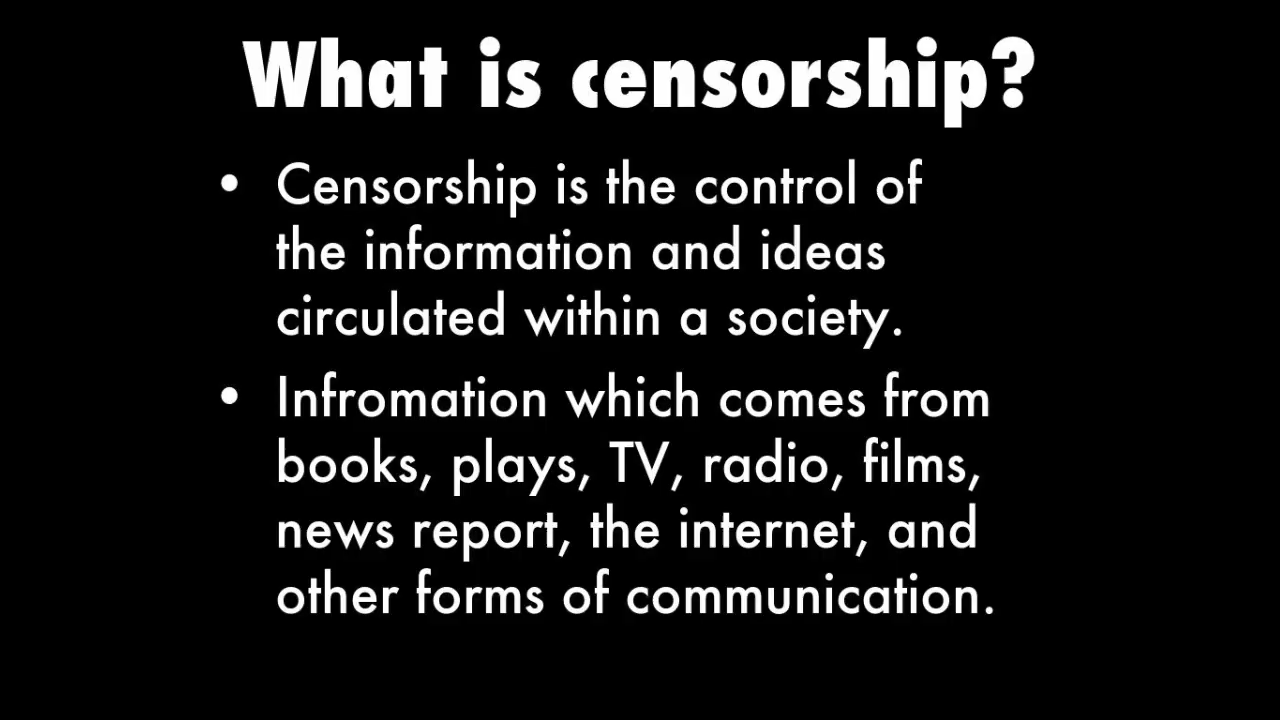 What is censorship?
• Censorship is the control of
the information and ideas
circulated within a society.
• Infromation which comes from
books, plays, TV, radio, films,
news report, the internet, and
other forms of communication.